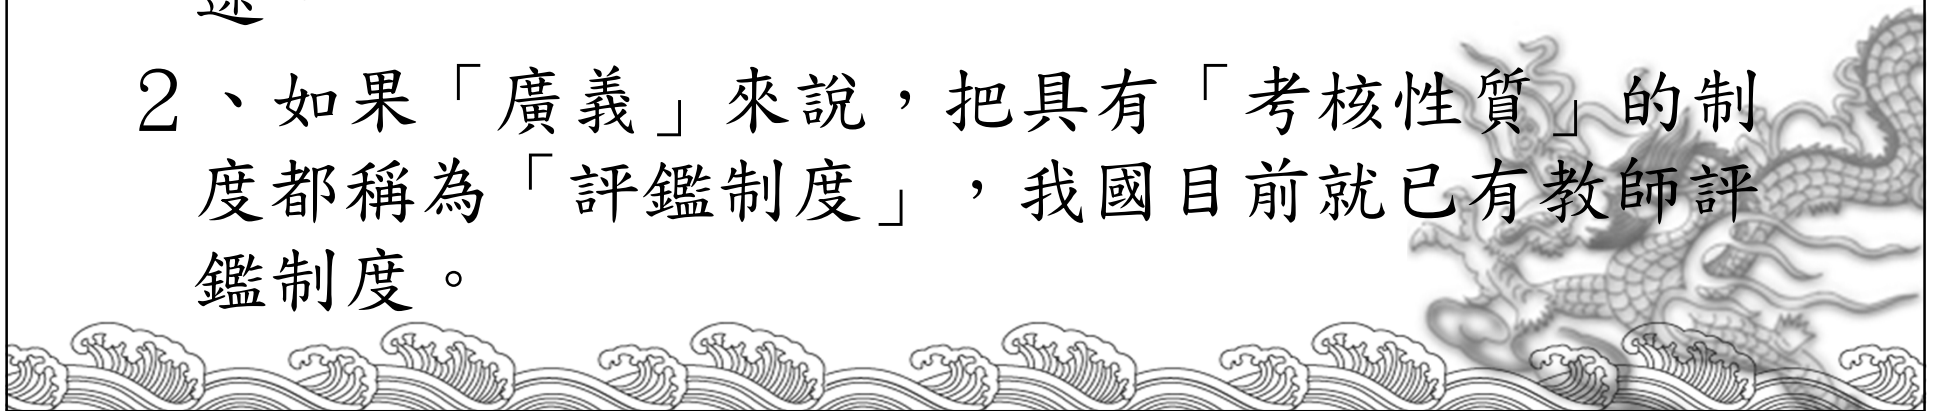 ２、如果「廣義」來說，把具有「考核性質」的制
度都稱為「評鑑制度」，我國目前就已有教師評
鑑制度。